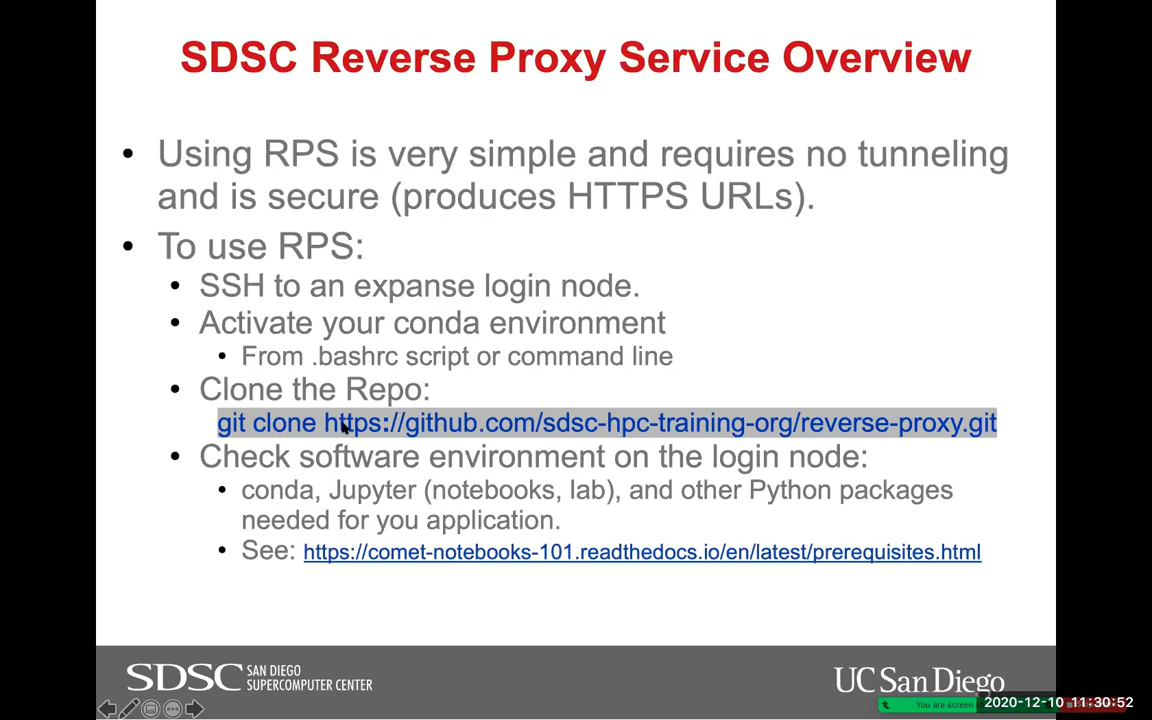 SDSC Reverse Proxy Service Overview
• Using RPS is very simple and requires no tunneling
and is secure (produces HTTPS URLs).
• To use RPS:
• SSH to an expanse login node.
• Activate your conda environment
• From .bashrc script or command line
• Clone the Repo:
git clone https://github.com/sdsc-hpc-training-org/reverse-proxy.git
• Check software environment on the login node:
• conda, Jupyter (notebooks, lab), and other Python packages
needed for you application.
• See: https://comet-notebooks-101.readthedocs.io/en/latest/prerequisites.html
SDSC SAN DIEGO
SUPERCOMPUTER CENTER
UC San Diego
You are screen
2020-12-10 11:30:52